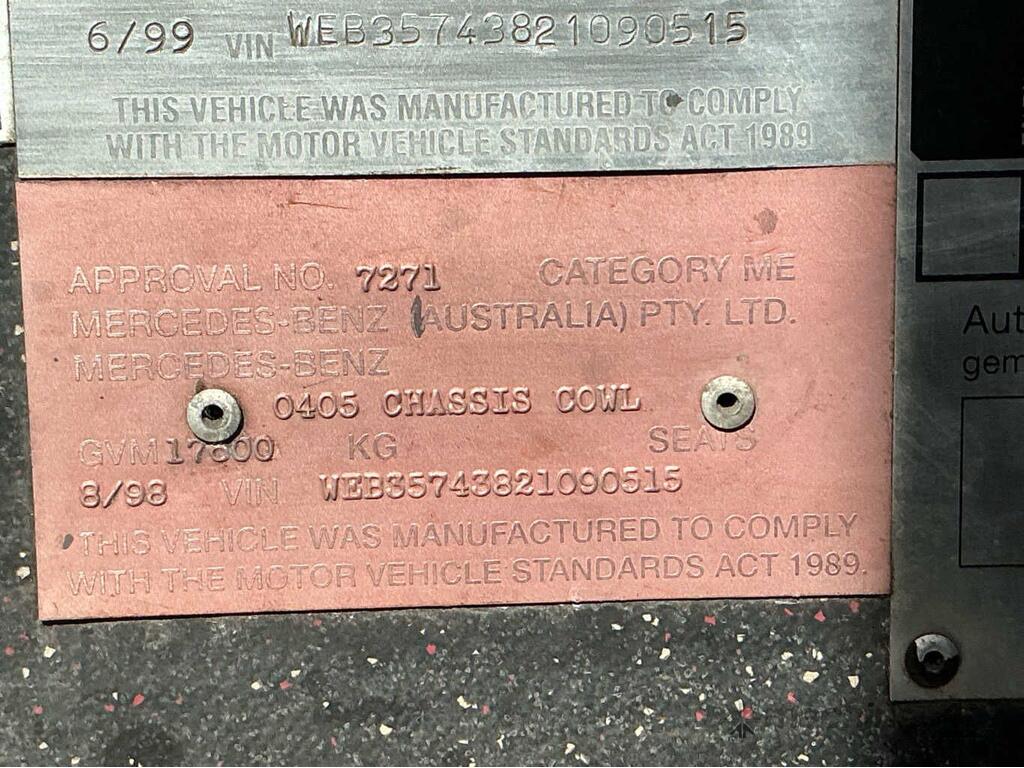 6/99 VIN WEB35743821090515
THIS VEHICLE WAS MANUFACTURED TO COMPLY
WITH THE MOTOR VEHICLE STANDARDS ACT 1989
APPROVAL NO. 7271 CATEGORY ME
MERCEDES-BENZ (AUSTRALIA) PTY. LTD.
MERCEDES-BENZ
0405 CHASSIS COWL
GVM 17800 KG SEATS
8/98 VIN WEB35743821090515
THIS VEHICLE WAS MANUFACTURED TO COMPLY
WITH THE MOTOR VEHICLE STANDARDS ACT 1989.
Aut
gem